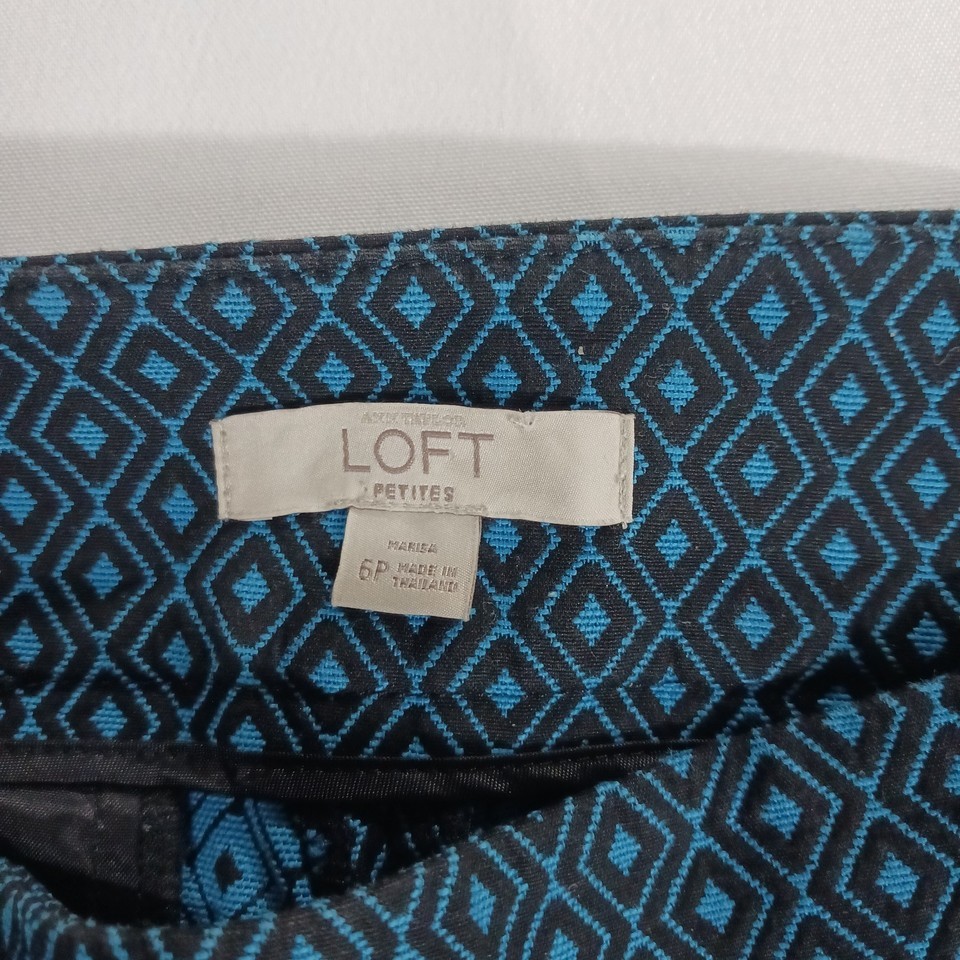 ANN TAYLOR
LOFT
PETITES
MARISA
6P MADE IN
THAILAND